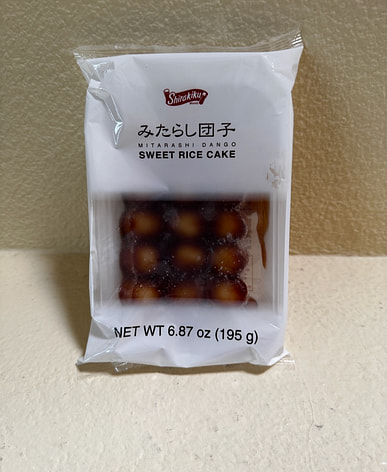 Shirakiku
みたらし団子
MITARASHI DANGO
SWEET RICE CAKE
NET WT 6.87 oz (195 g)